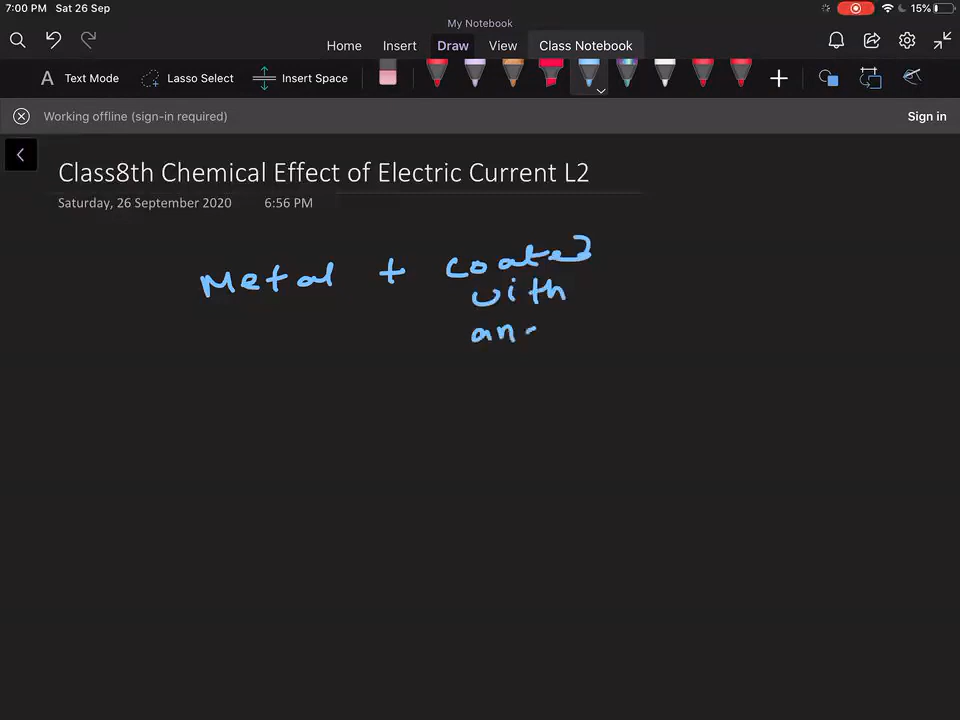 7:00 PM Sat 26 Sep 15%
My Notebook
Home Insert Draw View Class Notebook
Text Mode Lasso Select Insert Space
Working offline (sign-in required) Sign in
Class8th Chemical Effect of Electric Current L2
Saturday, 26 September 2020 6:56 PM
Metal + coated
with
an